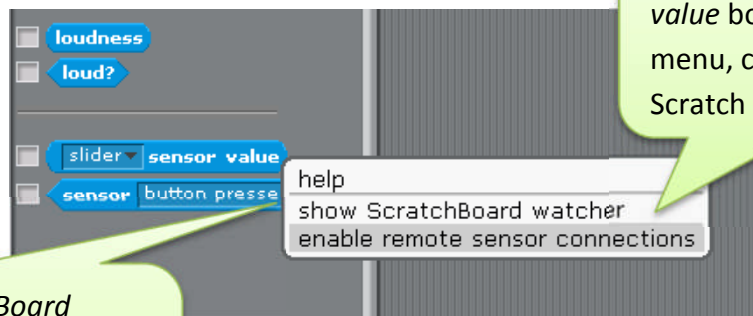 value bo
menu, c
Scratch
loudness
loud?
slider sensor value
sensor button presse
help
show ScratchBoard watcher
enable remote sensor connections
Board